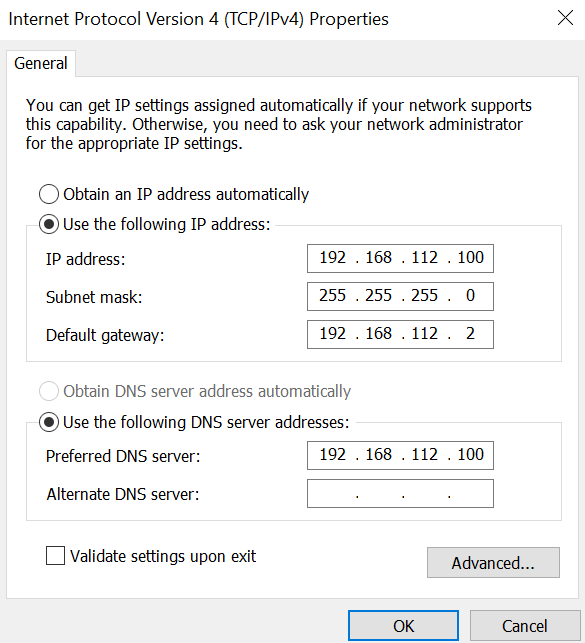 Internet Protocol Version 4 (TCP/IPv4) Properties
General
You can get IP settings assigned automatically if your network supports
this capability. Otherwise, you need to ask your network administrator
for the appropriate IP settings.
Obtain an IP address automatically
Use the following IP address:
IP address: 192 . 168 . 112 . 100
Subnet mask: 255 . 255 . 255 . 0
Default gateway: 192 . 168 . 112 . 2
Obtain DNS server address automatically
Use the following DNS server addresses:
Preferred DNS server: 192 . 168 . 112 . 100
Alternate DNS server: . . .
Validate settings upon exit
Advanced...
OK Cancel